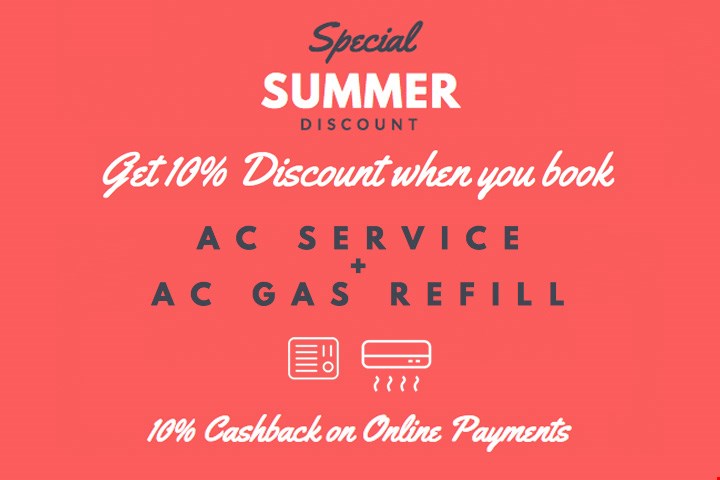 Special
SUMMER
DISCOUNT
Get 10% Discount when you book
AC SERVICE
+
AC GAS REFILL
10% Cashback on Online Payments